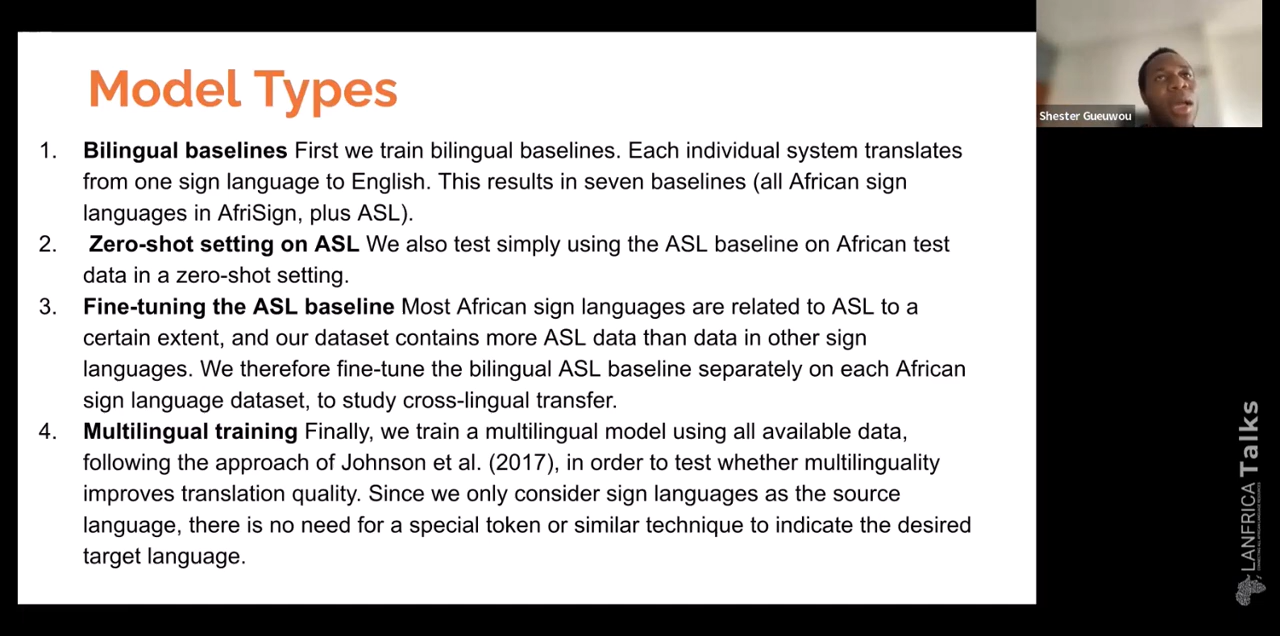 Model Types
1. Bilingual baselines First we train bilingual baselines. Each individual system translates
from one sign language to English. This results in seven baselines (all African sign
languages in AfriSign, plus ASL).
2. Zero-shot setting on ASL We also test simply using the ASL baseline on African test
data in a zero-shot setting.
3. Fine-tuning the ASL baseline Most African sign languages are related to ASL to a
certain extent, and our dataset contains more ASL data than data in other sign
languages. We therefore fine-tune the bilingual ASL baseline separately on each African
sign language dataset, to study cross-lingual transfer.
4. Multilingual training Finally, we train a multilingual model using all available data,
following the approach of Johnson et al. (2017), in order to test whether multilinguality
improves translation quality. Since we only consider sign languages as the source
language, there is no need for a special token or similar technique to indicate the desired
target language.
Shester Gueuwou
LANFRICA Talks